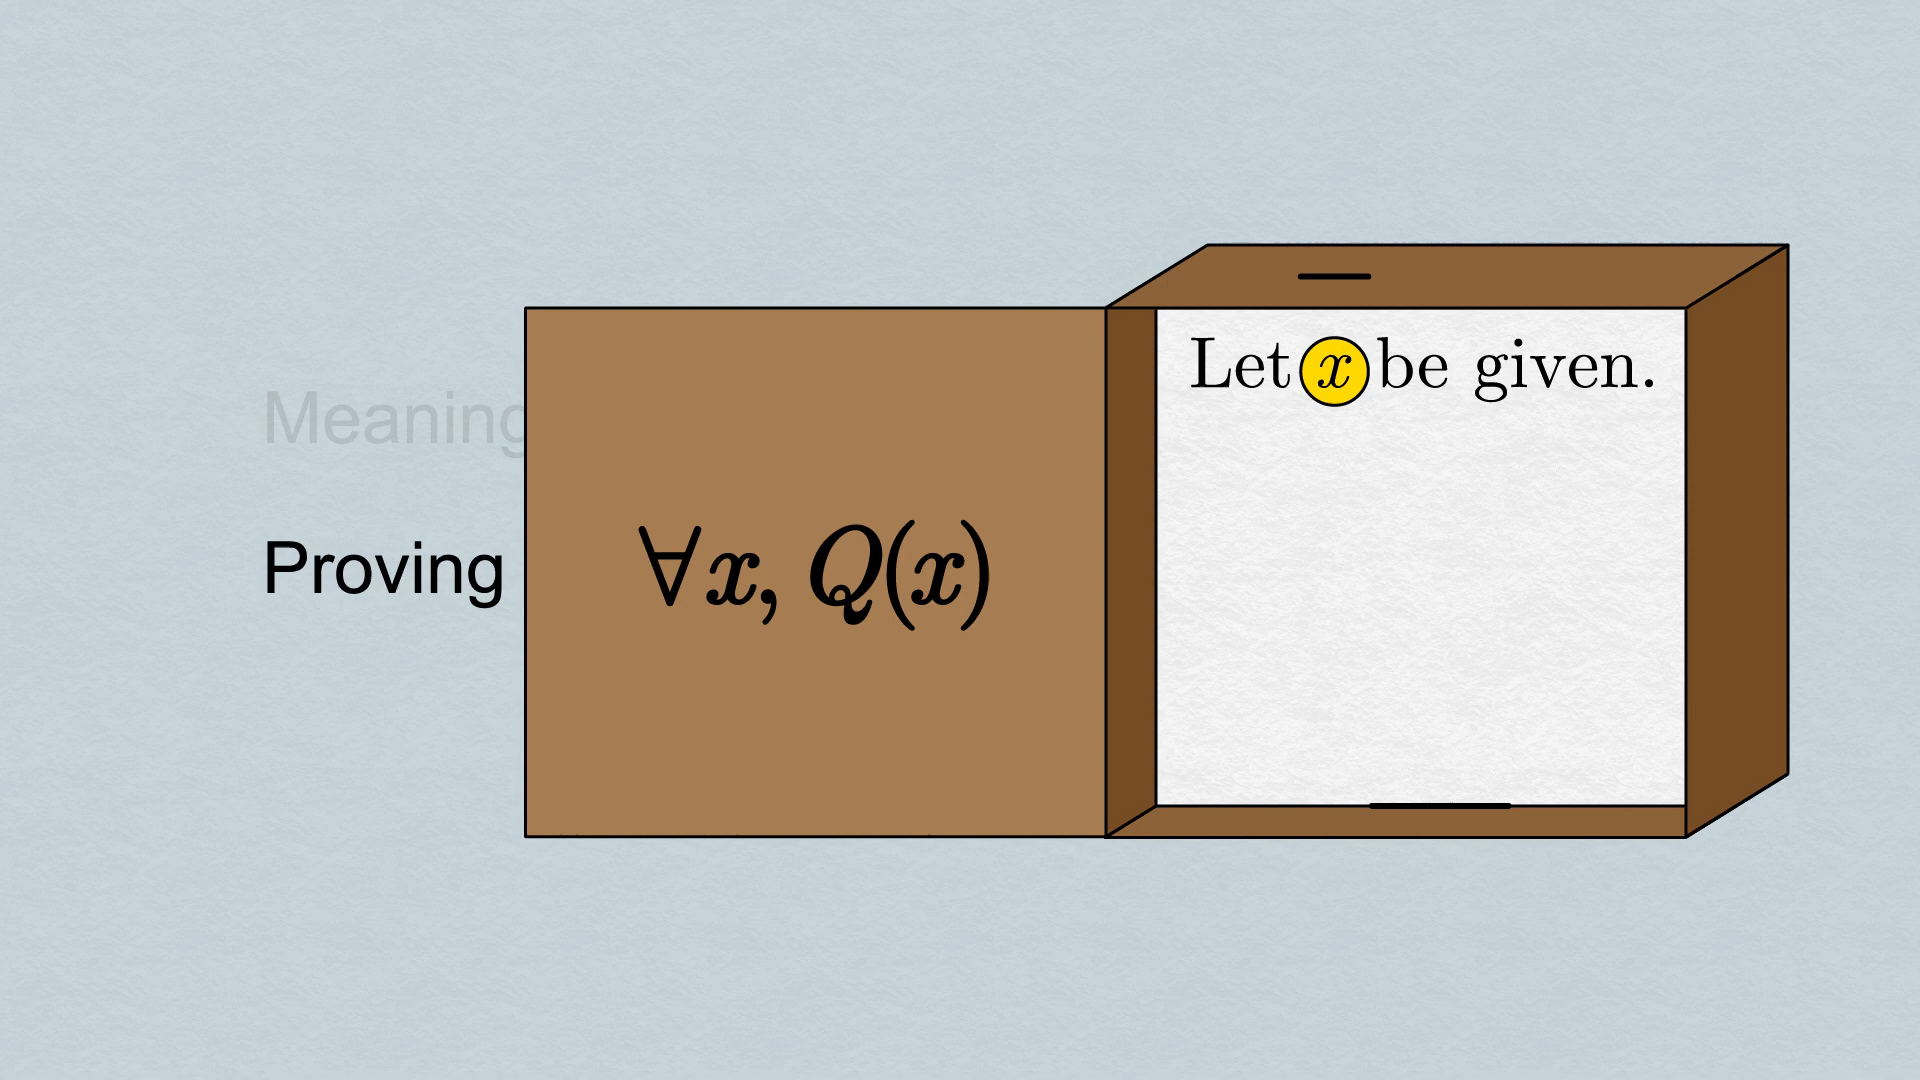 Meaning
Proving
∀x, Q(x)
Let x be given.